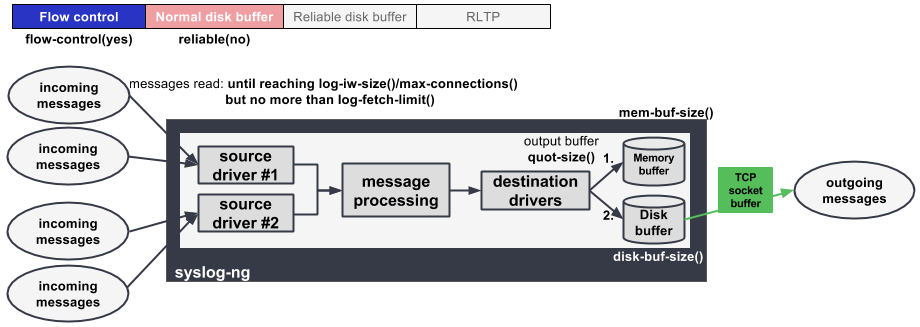 Flow control
Normal disk buffer
Reliable disk buffer
RLTP
flow-control(yes)
reliable(no)
messages read: until reaching log-iw-size()/max-connections()
but no more than log-fetch-limit()
incoming
messages
incoming
messages
incoming
messages
incoming
messages
source
driver #1
source
driver #2
message
processing
destination
drivers
output buffer
quot-size()
1.
2.
mem-buf-size()
Memory
buffer
Disk
buffer
disk-buf-size()
syslog-ng
TCP
socket
buffer
outgoing
messages